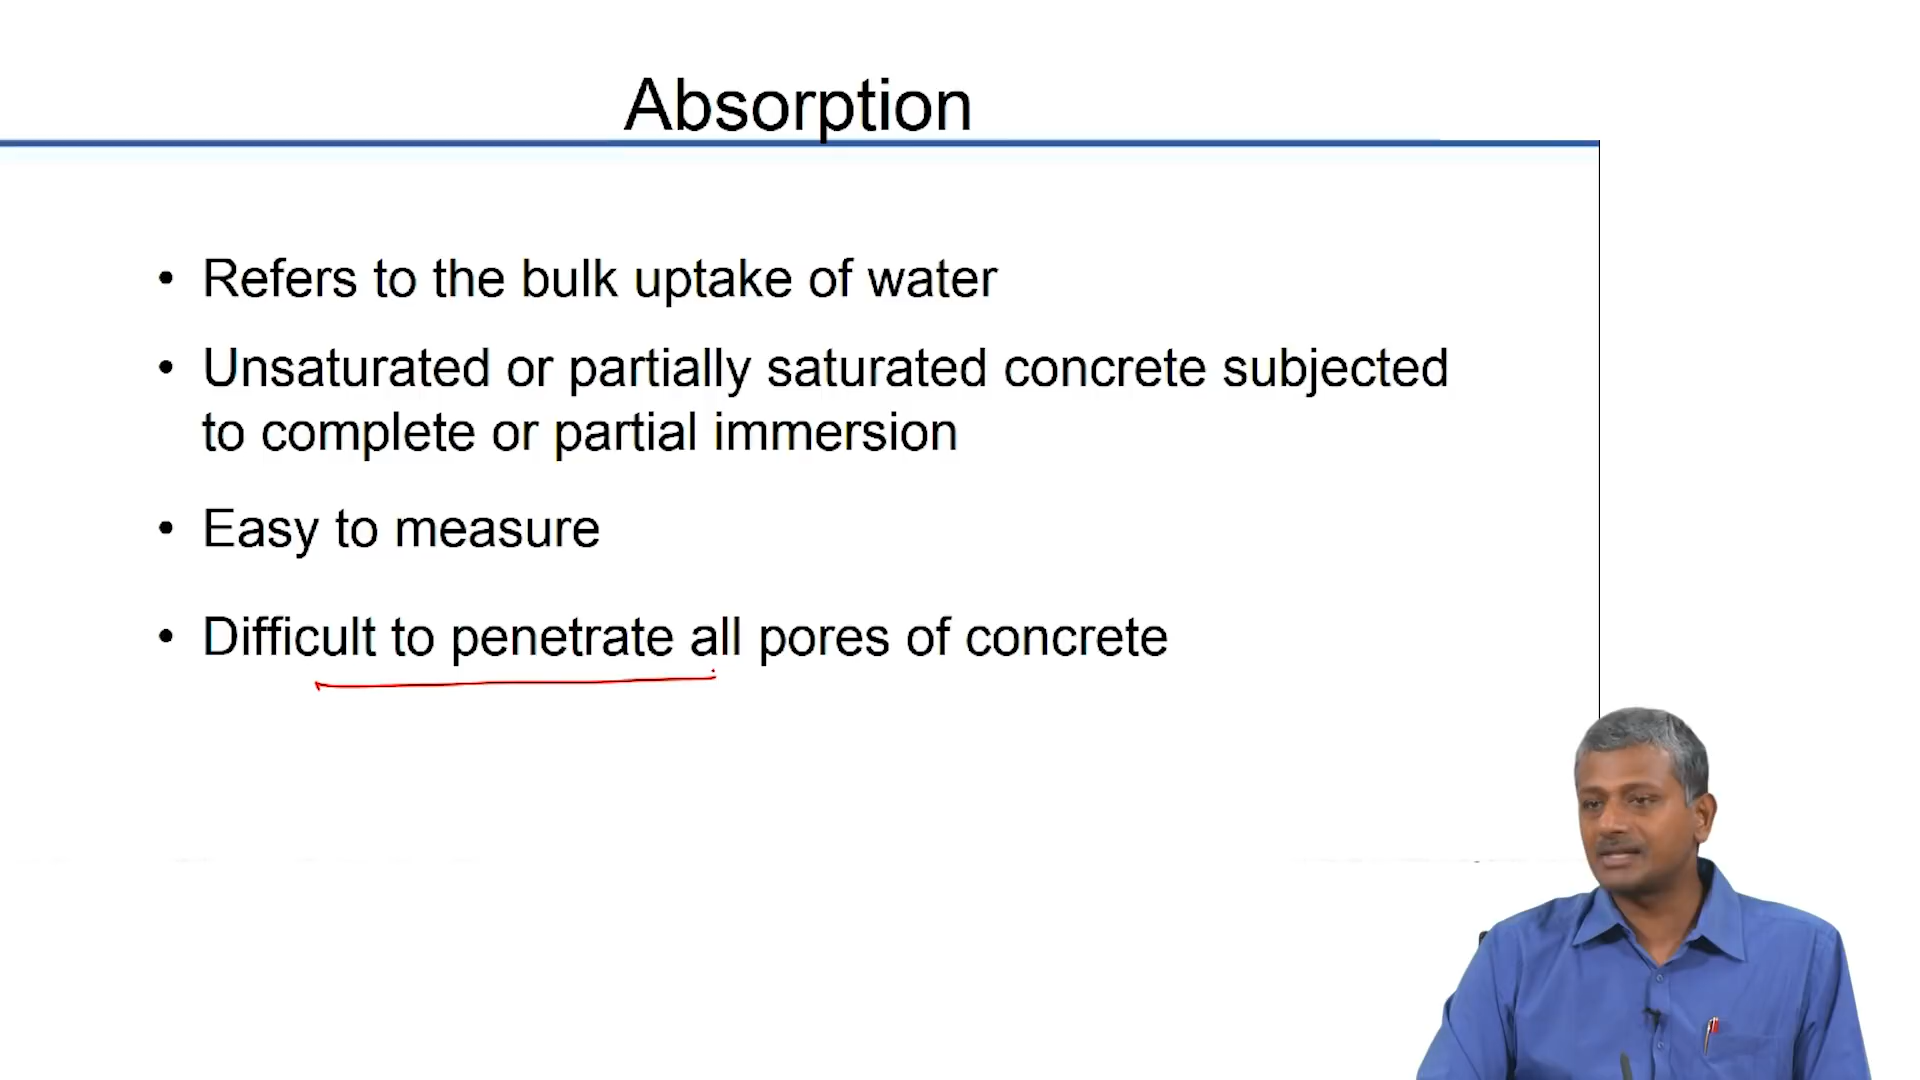 Absorption
• Refers to the bulk uptake of water
• Unsaturated or partially saturated concrete subjected
to complete or partial immersion
• Easy to measure
• Difficult to penetrate all pores of concrete